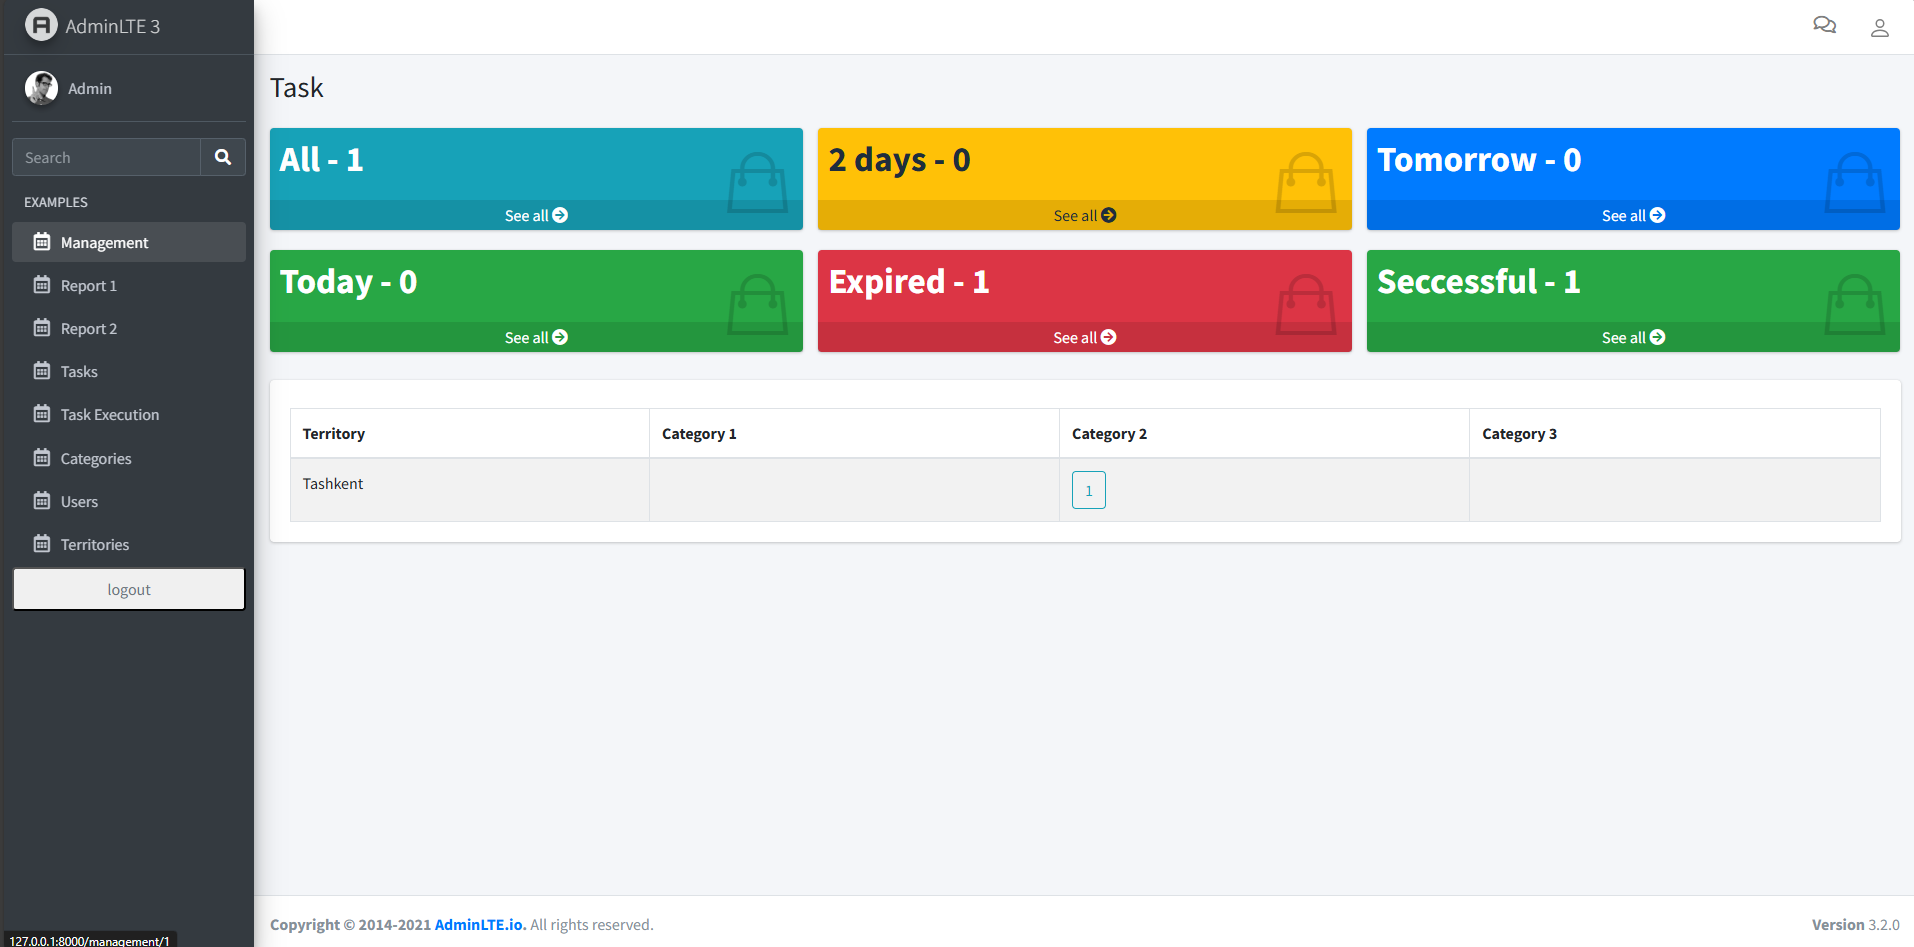 AdminLTE 3
Admin
Search
EXAMPLES
Management
Report 1
Report 2
Tasks
Task Execution
Categories
Users
Territories
logout
Task
All - 1
See all
2 days - 0
See all
Tomorrow - 0
See all
Today - 0
See all
Expired - 1
See all
Seccessful - 1
See all
Territory Category 1 Category 2 Category 3
Tashkent 1
Copyright © 2014-2021 AdminLTE.io. All rights reserved.
Version 3.2.0
127.0.0.1:8000/management/1